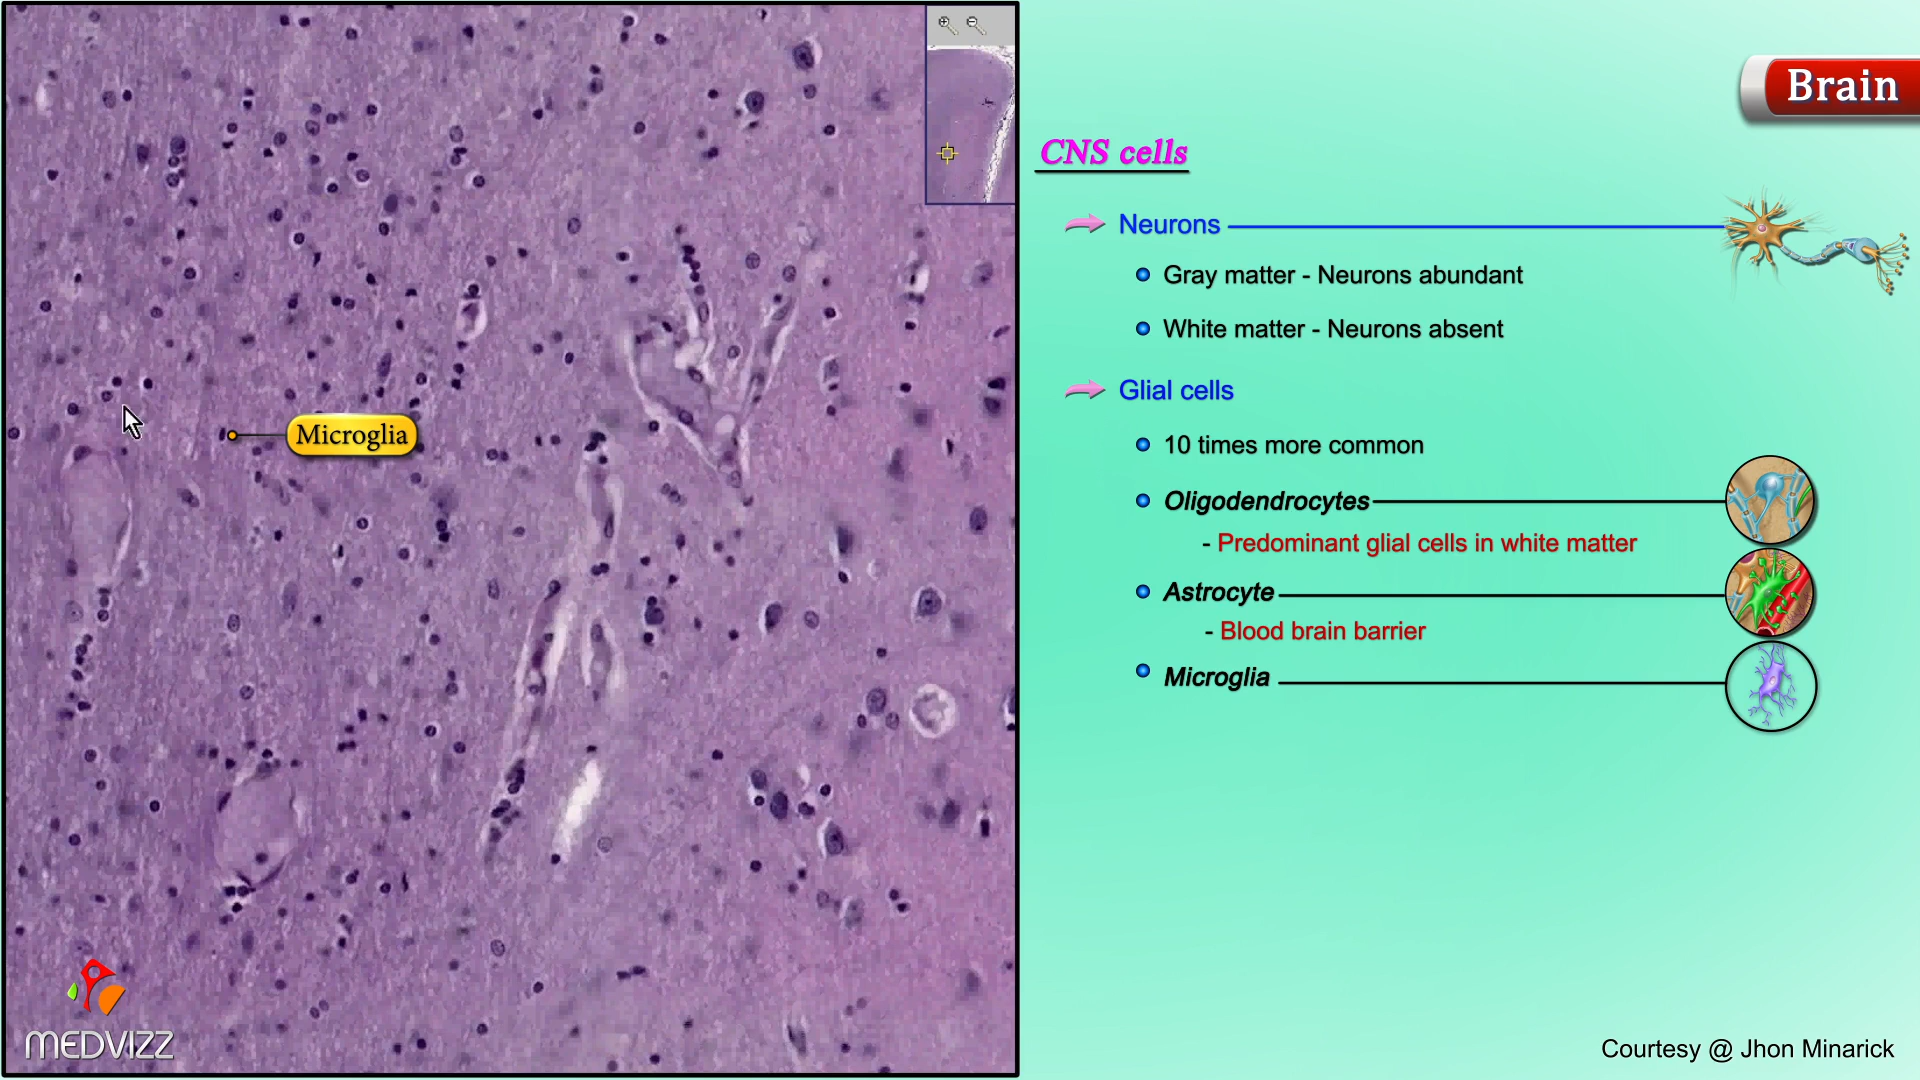 Brain
CNS cells
Neurons
Gray matter - Neurons abundant
White matter - Neurons absent
Glial cells
10 times more common
Oligodendrocytes
- Predominant glial cells in white matter
Astrocyte
- Blood brain barrier
Microglia
Microglia
MEDVIZZ
Courtesy @ Jhon Minarick